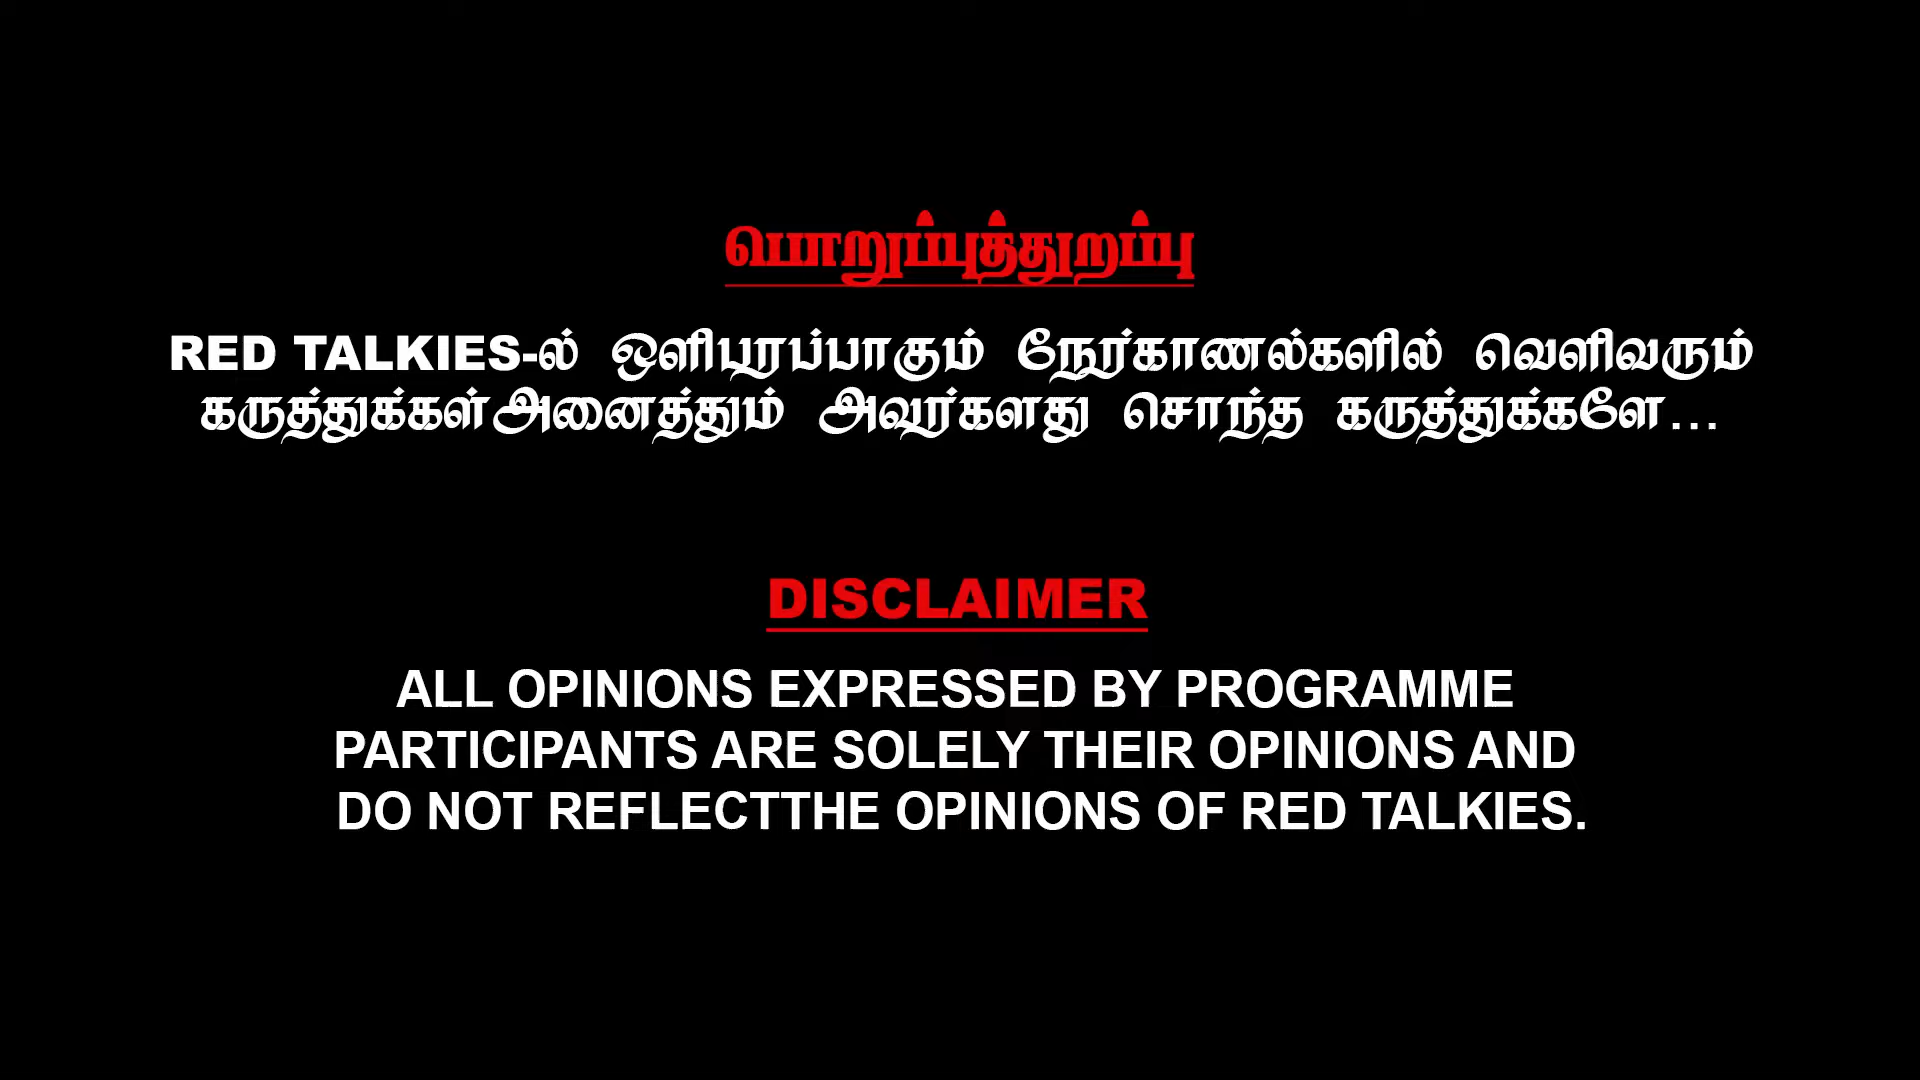 பொறுப்புத்துறப்பு
RED TALKIES-ல் ஒளிபரப்பாகும் நேர்காணல்களில் வெளிவரும்
கருத்துக்கள்அனைத்தும் அவர்களது சொந்த கருத்துக்களே...
DISCLAIMER
ALL OPINIONS EXPRESSED BY PROGRAMME
PARTICIPANTS ARE SOLELY THEIR OPINIONS AND
DO NOT REFLECTTHE OPINIONS OF RED TALKIES.